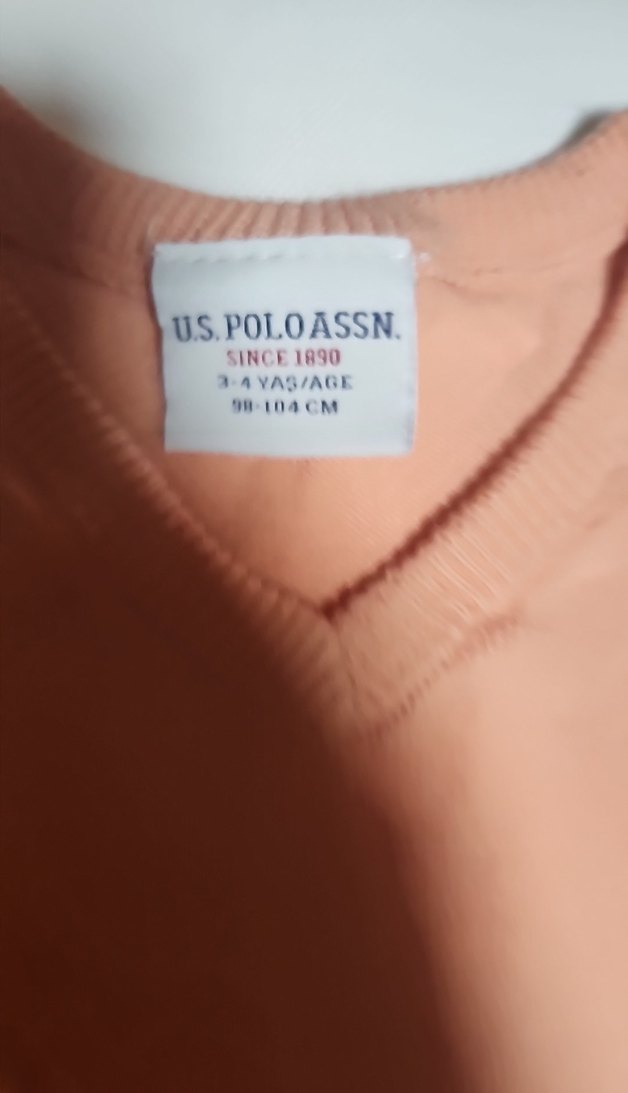 U.S. POLO ASSN.
SINCE 1890
3-4 YAŞ/AGE
98-104 CM